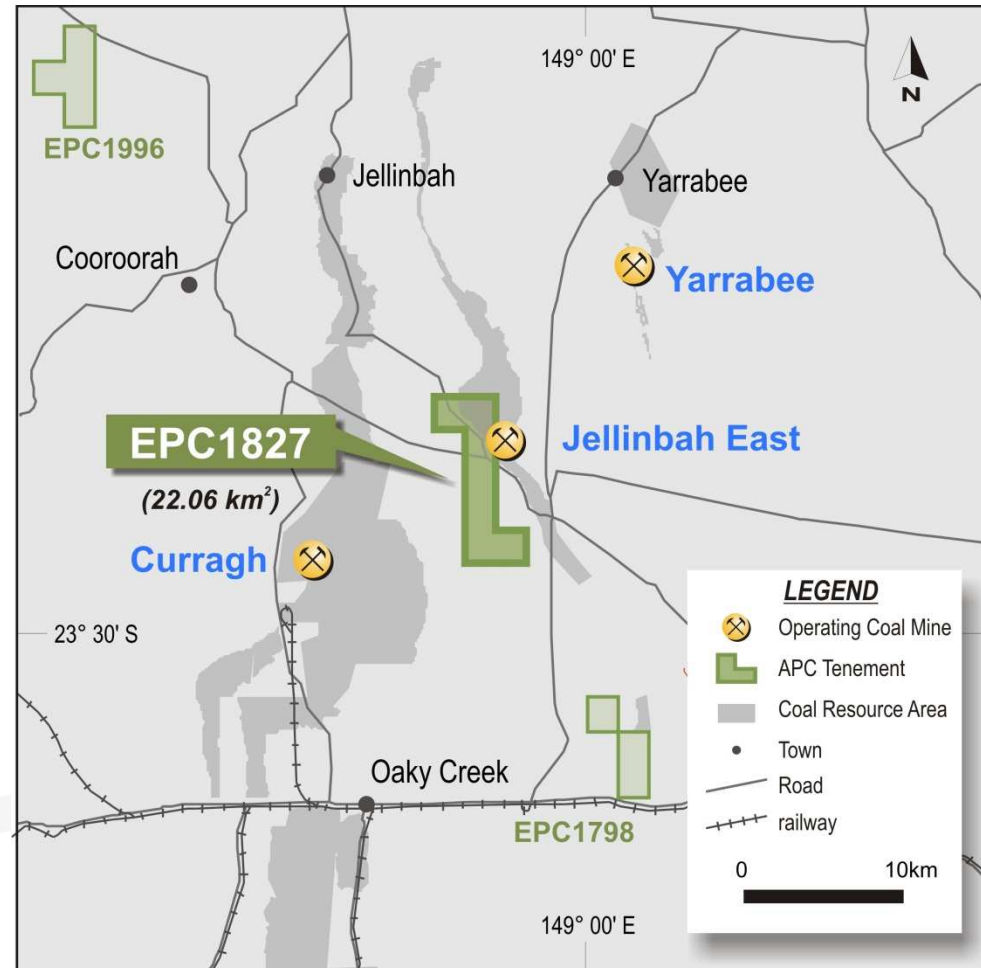 149° 00' E
N
EPC1996
Jellinbah
Yarrabee
Cooroorah
Yarrabee
EPC1827
(22.06 km²)
Jellinbah East
Curragh
23° 30' S
LEGEND
Operating Coal Mine
APC Tenement
Coal Resource Area
Town
Road
railway
0 10km
Oaky Creek
EPC1798
149° 00' E